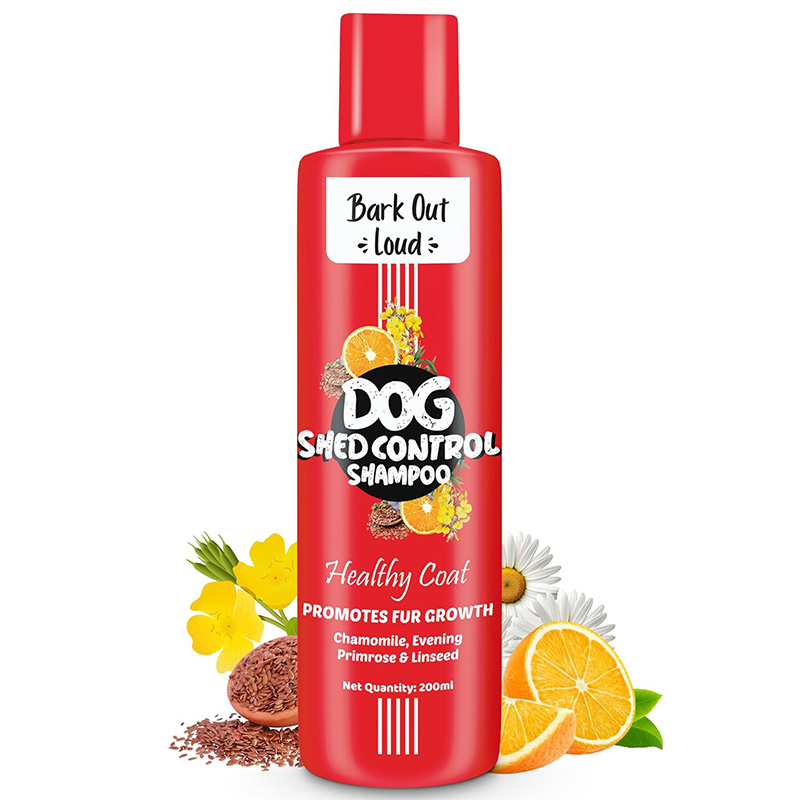 Bark Out
Loud
DOG
SHED CONTROL
SHAMPOO
Healthy Coat
PROMOTES FUR GROWTH
Chamomile, Evening
Primrose & Linseed
Net Quantity: 200ml